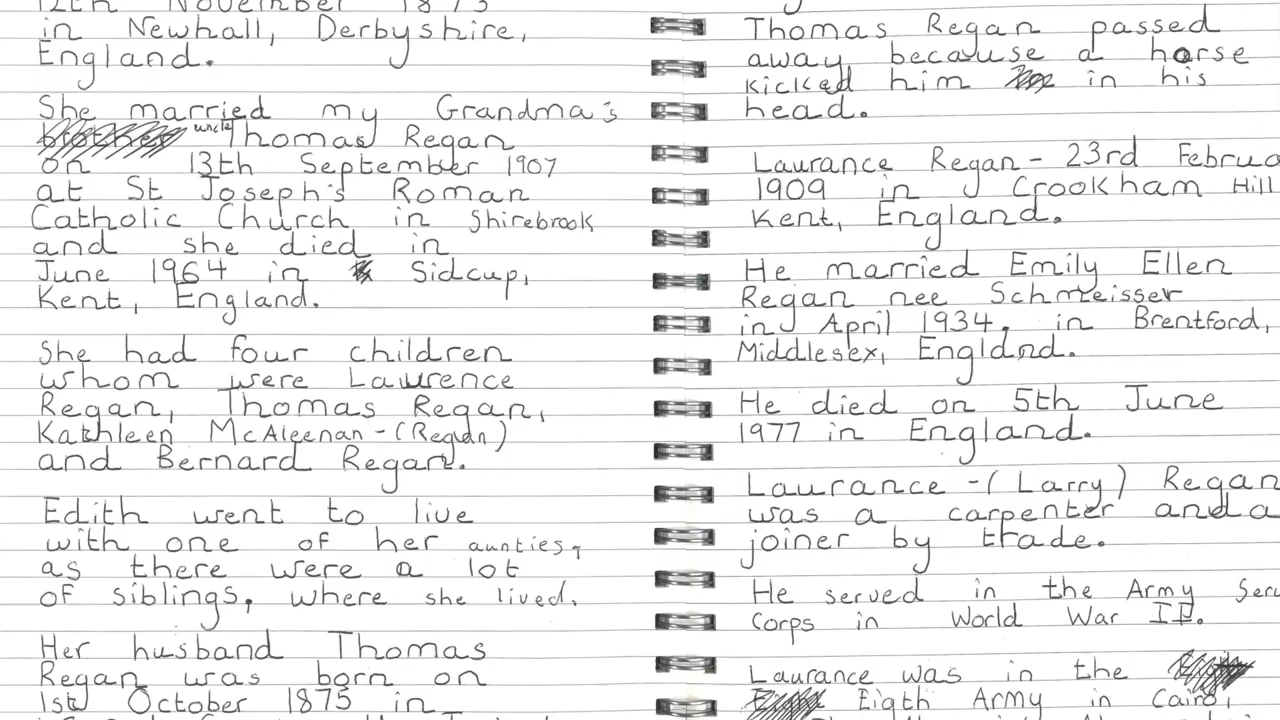 12th November 1873
in Newhall, Derbyshire,
England.
She married my Grandma's
brother uncle Thomas Regan
on 13th September 1907
at St Joseph's Roman
Catholic Church in Shirebrook
and she died in
June 1964 in Sidcup,
Kent, England.
She had four children
whom were Lawrence
Regan, Thomas Regan,
Kathleen McAleenan-(Regan)
and Bernard Regan.
Edith went to live
with one of her aunties,
as there were a lot
of siblings, where she lived.
Her husband Thomas
Regan was born on
1st October 1875 in
Thomas Regan passed
away because a horse
kicked him in his
head.
Laurance Regan - 23rd Februa
1909 in Crookham Hill
Kent, England.
He married Emily Ellen
Regan nee Schmeisser
in April 1934, in Brentford,
Middlesex, England.
He died on 5th June
1977 in England.
Laurance -(Larry) Regan
was a carpenter and a
joiner by trade.
He served in the Army Secu
Corps in World War II.
Laurance was in the
Eigth Army in Cairo,